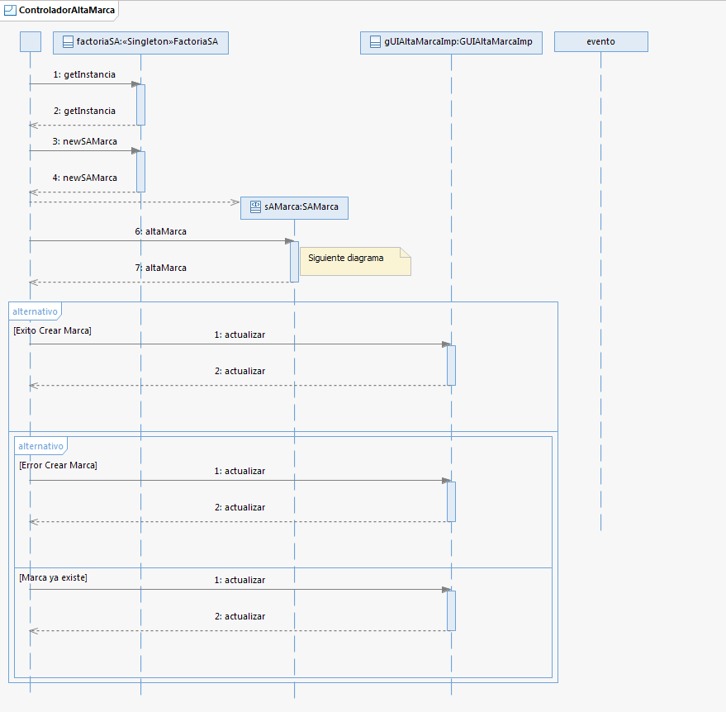 ControladorAltaMarca
factoriaSA:«Singleton»FactoriaSA
gUIAltaMarcaImp:GUIAltaMarcaImp
evento
1: getInstancia
2: getInstancia
3: newSAMarca
4: newSAMarca
sAMarca:SAMarca
6: altaMarca
Siguiente diagrama
7: altaMarca
alternativo
[Exito Crear Marca]
1: actualizar
2: actualizar
alternativo
[Error Crear Marca]
1: actualizar
2: actualizar
[Marca ya existe]
1: actualizar
2: actualizar